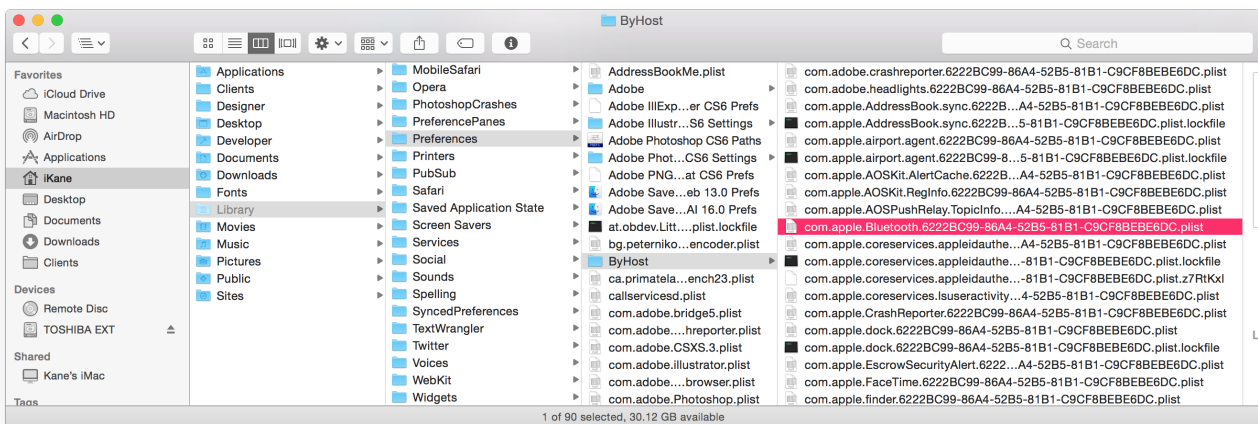 ByHost
Search
Favorites
iCloud Drive
Macintosh HD
AirDrop
Applications
iKane
Desktop
Documents
Downloads
Clients
Devices
Remote Disc
TOSHIBA EXT
Shared
Kane's iMac
Tags
Applications
Clients
Designer
Desktop
Developer
Documents
Downloads
Fonts
Library
Movies
Music
Pictures
Public
Sites
MobileSafari
Opera
PhotoshopCrashes
PreferencePanes
Preferences
Printers
PubSub
Safari
Saved Application State
Screen Savers
Services
Social
Sounds
Spelling
SyncedPreferences
TextWrangler
Twitter
Voices
WebKit
Widgets
AddressBookMe.plist
Adobe
Adobe IllExp...er CS6 Prefs
Adobe Illustr...S6 Settings
Adobe Photoshop CS6 Paths
Adobe Phot...CS6 Settings
Adobe PNG...at CS6 Prefs
Adobe Save...eb 13.0 Prefs
Adobe Save...AI 16.0 Prefs
at.obdev.Litt....plist.lockfile
bg.peterniko...encoder.plist
ByHost
ca.primatela...ench23.plist
callservicesd.plist
com.adobe.bridge5.plist
com.adobe....hreporter.plist
com.adobe.CSXS.3.plist
com.adobe.illustrator.plist
com.adobe....browser.plist
com.adobe.Photoshop.plist
com.adobe.crashreporter.6222BC99-86A4-52B5-81B1-C9CF8BEBE6DC.plist
com.adobe.headlights.6222BC99-86A4-52B5-81B1-C9CF8BEBE6DC.plist
com.apple.AddressBook.sync.6222B...A4-52B5-81B1-C9CF8BEBE6DC.plist
com.apple.AddressBook.sync.6222B...5-81B1-C9CF8BEBE6DC.plist.lockfile
com.apple.airport.agent.6222BC99-86A4-52B5-81B1-C9CF8BEBE6DC.plist
com.apple.airport.agent.6222BC99-8...5-81B1-C9CF8BEBE6DC.plist.lockfile
com.apple.AOSKit.AlertCache.6222...A4-52B5-81B1-C9CF8BEBE6DC.plist
com.apple.AOSKit.RegInfo.6222BC99-86A4-52B5-81B1-C9CF8BEBE6DC.plist
com.apple.AOSPushRelay.TopicInfo....A4-52B5-81B1-C9CF8BEBE6DC.plist
com.apple.Bluetooth.6222BC99-86A4-52B5-81B1-C9CF8BEBE6DC.plist
com.apple.coreservices.appleidauthe...A4-52B5-81B1-C9CF8BEBE6DC.plist
com.apple.coreservices.appleidauthe...-81B1-C9CF8BEBE6DC.plist.lockfile
com.apple.coreservices.appleidauthe...-81B1-C9CF8BEBE6DC.plist.z7RtKxI
com.apple.coreservices.lsuseractivity...4-52B5-81B1-C9CF8BEBE6DC.plist
com.apple.CrashReporter.6222BC99-86A4-52B5-81B1-C9CF8BEBE6DC.plist
com.apple.dock.6222BC99-86A4-52B5-81B1-C9CF8BEBE6DC.plist
com.apple.dock.6222BC99-86A4-52B5-81B1-C9CF8BEBE6DC.plist.lockfile
com.apple.EscrowSecurityAlert.6222...A4-52B5-81B1-C9CF8BEBE6DC.plist
com.apple.FaceTime.6222BC99-86A4-52B5-81B1-C9CF8BEBE6DC.plist
com.apple.finder.6222BC99-86A4-52B5-81B1-C9CF8BEBE6DC.plist
1 of 90 selected, 30.12 GB available